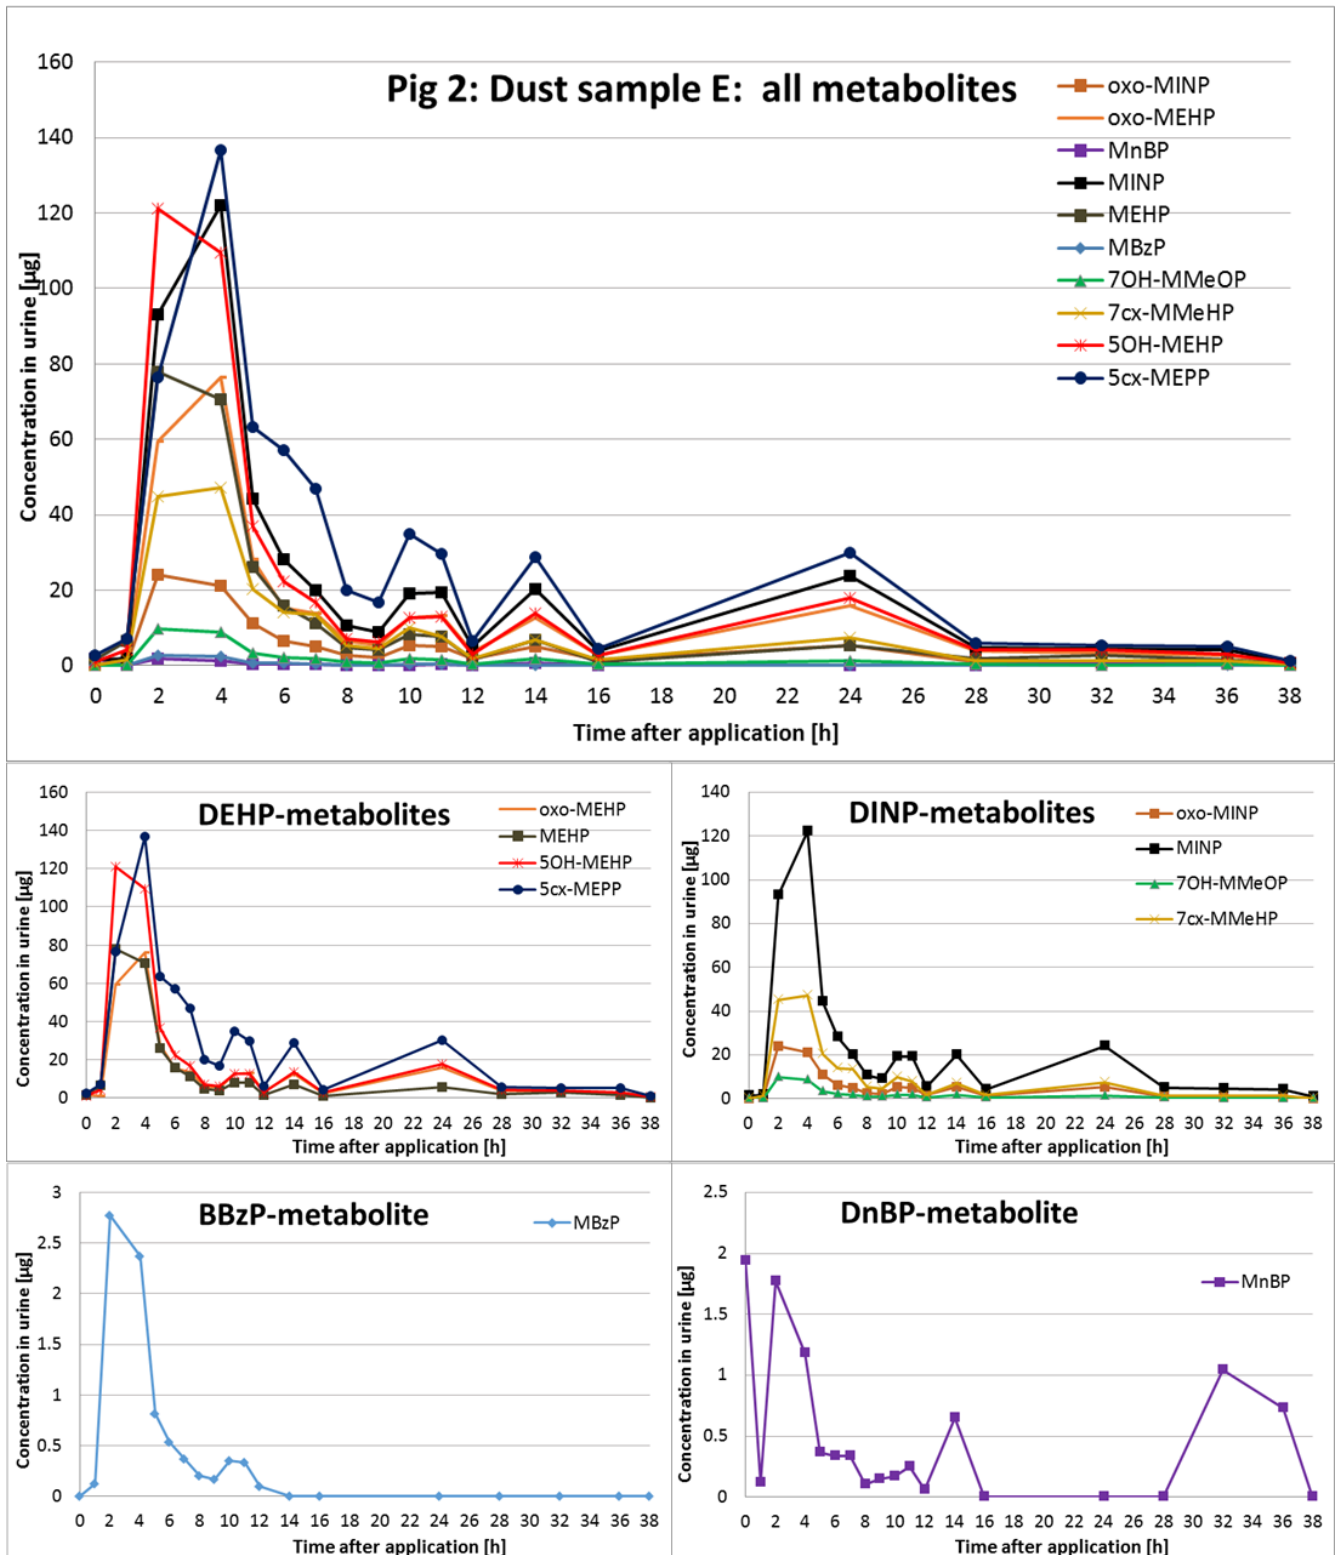 Pig 2: Dust sample E: all metabolites
Concentration in urine [µg]
160
140
120
100
80
60
40
20
0
oxo-MINP
oxo-MEHP
MnBP
MINP
MEHP
MBzP
7OH-MMeOP
7cx-MMeHP
5OH-MEHP
5cx-MEPP
0 2 4 6 8 10 12 14 16 18 20 22 24 26 28 30 32 34 36 38
Time after application [h]
DEHP-metabolites
Concentration in urine [µg]
160
140
120
100
80
60
40
20
0
oxo-MEHP
MEHP
5OH-MEHP
5cx-MEPP
0 2 4 6 8 10 12 14 16 18 20 22 24 26 28 30 32 34 36 38
Time after application [h]
DINP-metabolites
Concentration in urine [µg]
140
120
100
80
60
40
20
0
oxo-MINP
MINP
7OH-MMeOP
7cx-MMeHP
0 2 4 6 8 10 12 14 16 18 20 22 24 26 28 30 32 34 36 38
Time after application [h]
BBzP-metabolite
Concentration in urine [µg]
3
2.5
2
1.5
1
0.5
0
MBzP
0 2 4 6 8 10 12 14 16 18 20 22 24 26 28 30 32 34 36 38
Time after application [h]
DnBP-metabolite
Concentration in urine [µg]
2.5
2
1.5
1
0.5
0
MnBP
0 2 4 6 8 10 12 14 16 18 20 22 24 26 28 30 32 34 36 38
Time after application [h]